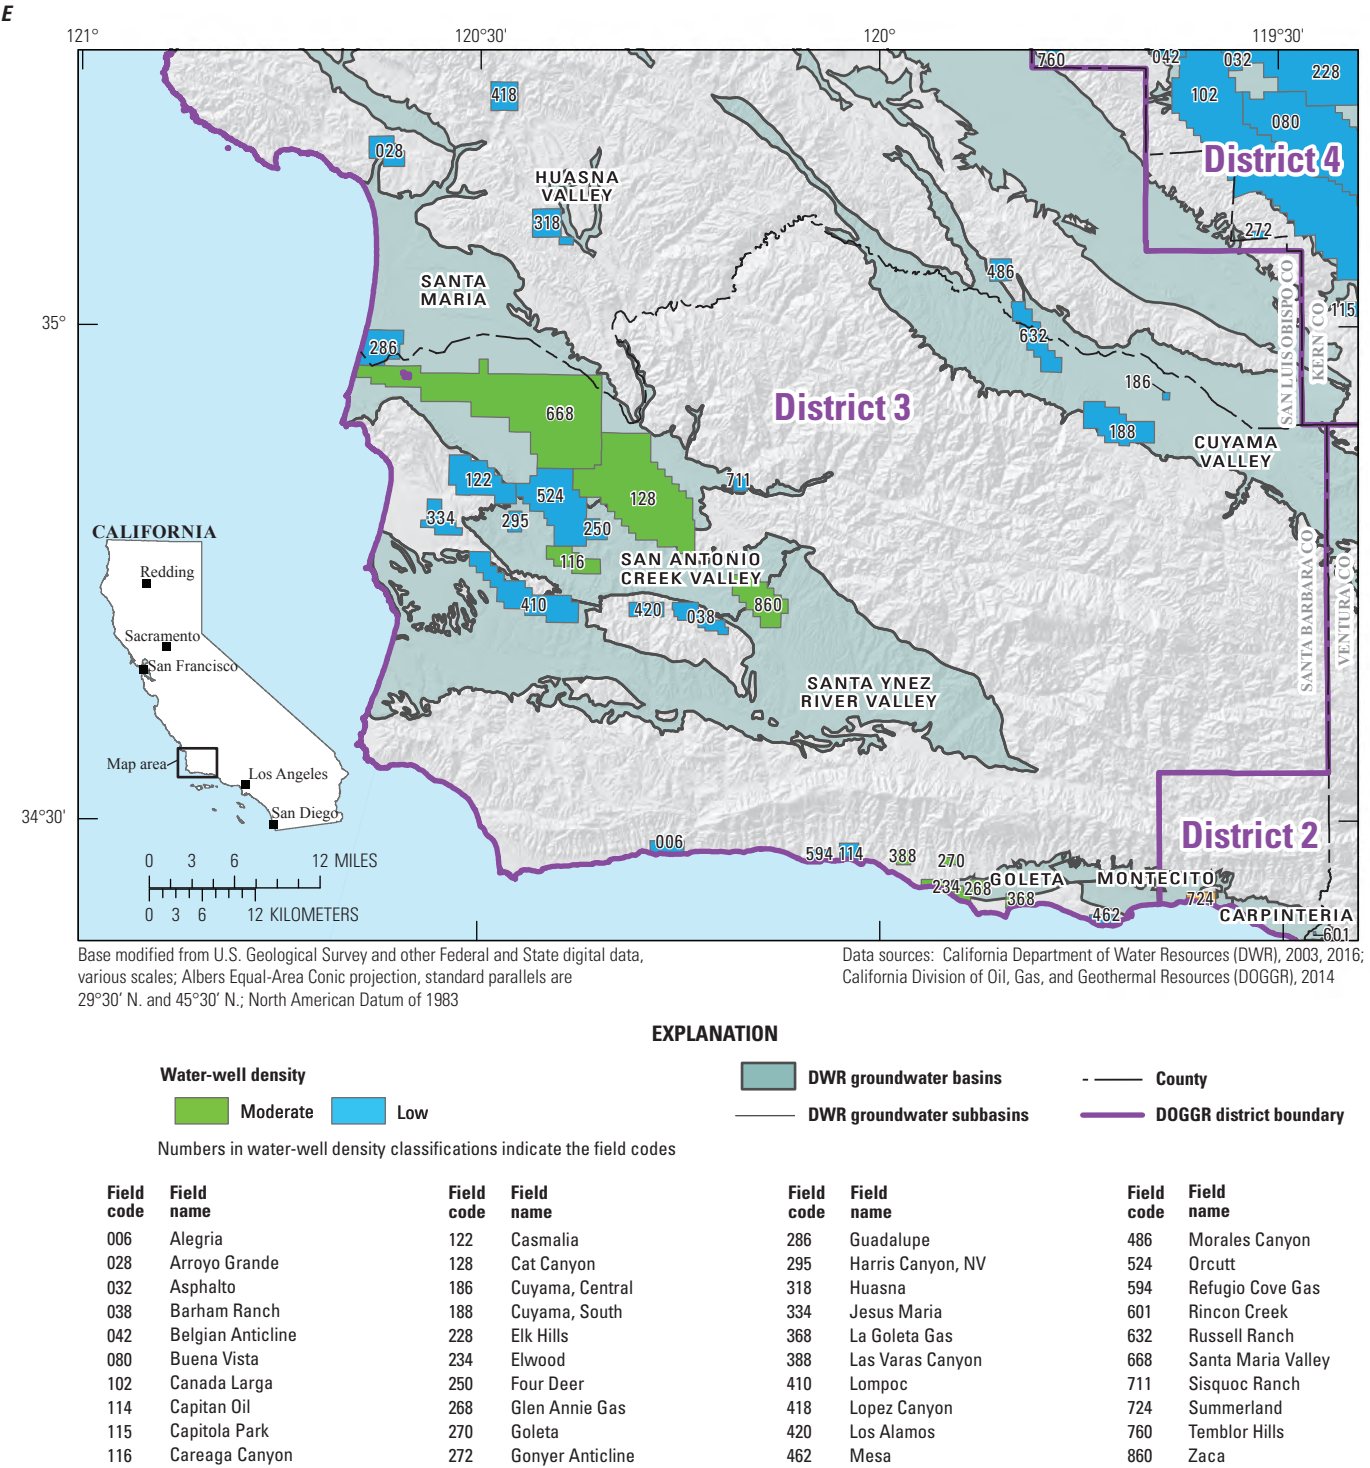 E
121°
120°30'
120°
119°30'
760
042
032
228
102
418
080
028
District 4
HUASNA
VALLEY
318
272
SANTA
MARIA
486
SAN LUIS OBISPO CO
KERN CO
115
35°
632
286
186
District 3
668
188
CUYAMA
VALLEY
122
711
524
128
334
295
250
CALIFORNIA
SAN ANTONIO
CREEK VALLEY
116
SANTA BARBARA CO
VENTURA CO
Redding
410
420
038
860
Sacramento
San Francisco
SANTA YNEZ
RIVER VALLEY
Map area
Los Angeles
San Diego
34°30'
District 2
006
594
114
388
270
0 3 6 12 MILES
234
268
GOLETA
MONTECITO
368
724
0 3 6 12 KILOMETERS
462
CARPINTERIA
601
Base modified from U.S. Geological Survey and other Federal and State digital data,
various scales; Albers Equal-Area Conic projection, standard parallels are
29°30' N. and 45°30' N.; North American Datum of 1983
Data sources: California Department of Water Resources (DWR), 2003, 2016;
California Division of Oil, Gas, and Geothermal Resources (DOGGR), 2014
EXPLANATION
Water-well density
Moderate
Low
Numbers in water-well density classifications indicate the field codes
DWR groundwater basins
DWR groundwater subbasins
County
DOGGR district boundary
Field code Field name
006 Alegria
028 Arroyo Grande
032 Asphalto
038 Barham Ranch
042 Belgian Anticline
080 Buena Vista
102 Canada Larga
114 Capitan Oil
115 Capitola Park
116 Careaga Canyon
Field code Field name
122 Casmalia
128 Cat Canyon
186 Cuyama, Central
188 Cuyama, South
228 Elk Hills
234 Elwood
250 Four Deer
268 Glen Annie Gas
270 Goleta
272 Gonyer Anticline
Field code Field name
286 Guadalupe
295 Harris Canyon, NV
318 Huasna
334 Jesus Maria
368 La Goleta Gas
388 Las Varas Canyon
410 Lompoc
418 Lopez Canyon
420 Los Alamos
462 Mesa
Field code Field name
486 Morales Canyon
524 Orcutt
594 Refugio Cove Gas
601 Rincon Creek
632 Russell Ranch
668 Santa Maria Valley
711 Sisquoc Ranch
724 Summerland
760 Temblor Hills
860 Zaca